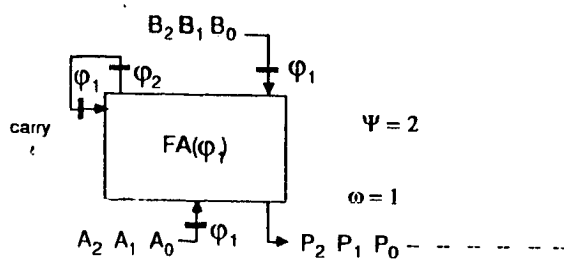 B₂ B₁ B₀
φ₁ φ₂ φ₁
carry
FA(φ₁)
Ψ = 2
ω = 1
φ₁
A₂ A₁ A₀
P₂ P₁ P₀ - - - - - -